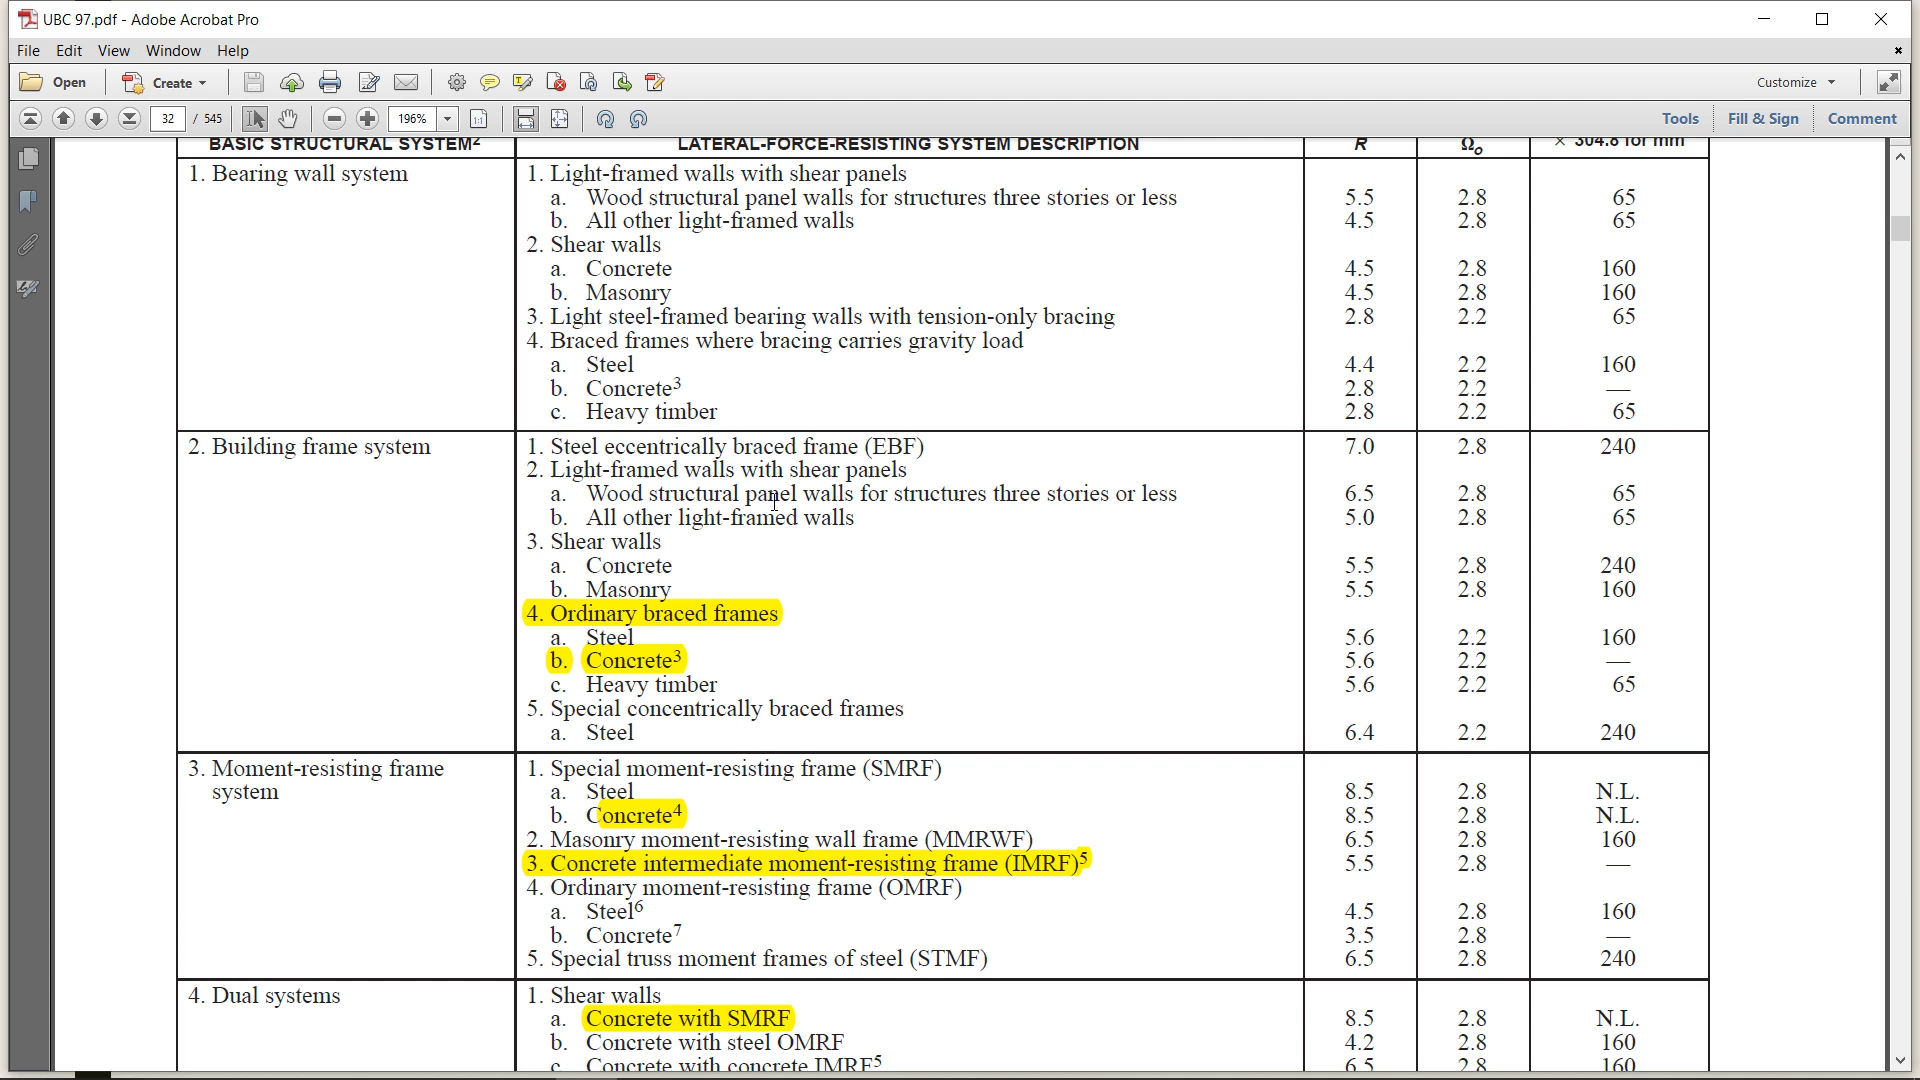 UBC 97.pdf - Adobe Acrobat Pro
File Edit View Window Help
Open Create Customize
32 / 545 196% Tools Fill & Sign Comment
BASIC STRUCTURAL SYSTEM2 LATERAL-FORCE-RESISTING SYSTEM DESCRIPTION R Ωo × 304.8 for mm
1. Bearing wall system 1. Light-framed walls with shear panels
a. Wood structural panel walls for structures three stories or less 5.5 2.8 65
b. All other light-framed walls 4.5 2.8 65
2. Shear walls
a. Concrete 4.5 2.8 160
b. Masonry 4.5 2.8 160
3. Light steel-framed bearing walls with tension-only bracing 2.8 2.2 65
4. Braced frames where bracing carries gravity load
a. Steel 4.4 2.2 160
b. Concrete3 2.8 2.2 —
c. Heavy timber 2.8 2.2 65
2. Building frame system 1. Steel eccentrically braced frame (EBF) 7.0 2.8 240
2. Light-framed walls with shear panels
a. Wood structural panel walls for structures three stories or less 6.5 2.8 65
b. All other light-framed walls 5.0 2.8 65
3. Shear walls
a. Concrete 5.5 2.8 240
b. Masonry 5.5 2.8 160
4. Ordinary braced frames
a. Steel 5.6 2.2 160
b. Concrete3 5.6 2.2 —
c. Heavy timber 5.6 2.2 65
5. Special concentrically braced frames
a. Steel 6.4 2.2 240
3. Moment-resisting frame 1. Special moment-resisting frame (SMRF)
system a. Steel 8.5 2.8 N.L.
b. Concrete4 8.5 2.8 N.L.
2. Masonry moment-resisting wall frame (MMRWF) 6.5 2.8 160
3. Concrete intermediate moment-resisting frame (IMRF)5 5.5 2.8 —
4. Ordinary moment-resisting frame (OMRF)
a. Steel6 4.5 2.8 160
b. Concrete7 3.5 2.8 —
5. Special truss moment frames of steel (STMF) 6.5 2.8 240
4. Dual systems 1. Shear walls
a. Concrete with SMRF 8.5 2.8 N.L.
b. Concrete with steel OMRF 4.2 2.8 160
c. Concrete with concrete IMRF5 6.5 2.8 160